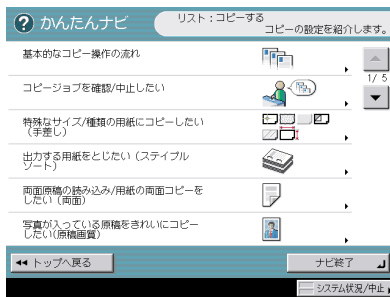 ? かんたんナビ
リスト：コピーする
コピーの設定を紹介します。
基本的なコピー操作の流れ
コピージョブを確認/中止したい
特殊なサイズ/種類の用紙にコピーしたい
(手差し)
出力する用紙をとじたい（ステイプル
ソート）
両面原稿の読み込み/用紙の両面コピーを
したい（両面）
写真が入っている原稿をきれいにコピー
したい(原稿画質)
1/ 5
トップへ戻る
ナビ終了
システム状況/中止